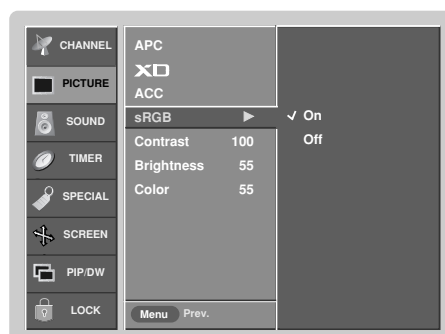 CHANNEL
PICTURE
SOUND
TIMER
SPECIAL
SCREEN
PIP/DW
LOCK
APC
XD
ACC
sRGB
Contrast 100
Brightness 55
Color 55
Menu Prev.
On
Off